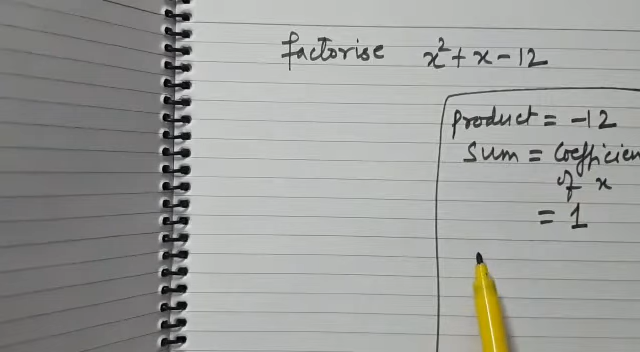 factorise x² + x - 12
product = -12
Sum = Coefficien
of x
= 1